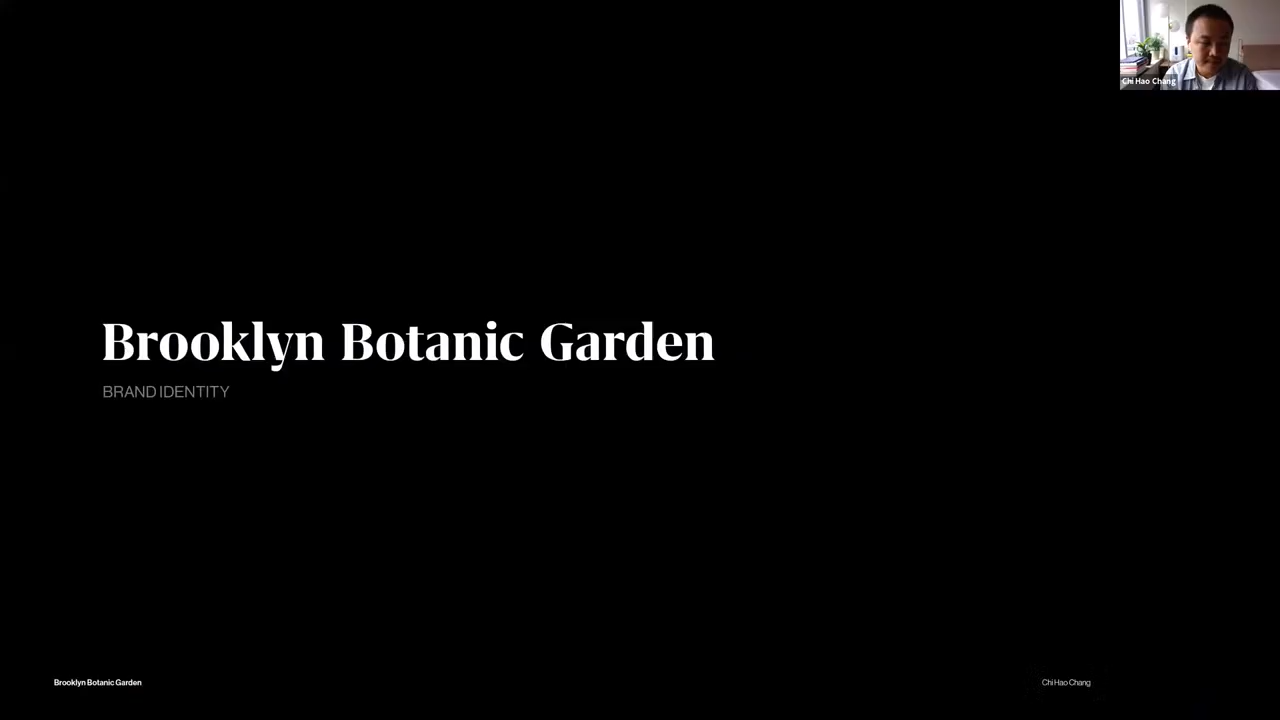 Chi Hao Chang
Brooklyn Botanic Garden
BRAND IDENTITY
Brooklyn Botanic Garden
Chi Hao Chang